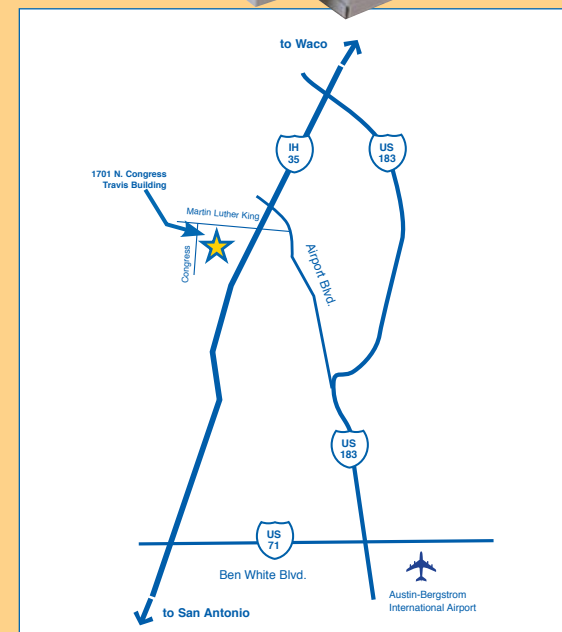 to Waco
IH
35
US
183
1701 N. Congress
Travis Building
Martin Luther King
Congress
Airport Blvd.
US
183
US
71
Ben White Blvd.
Austin-Bergstrom
International Airport
to San Antonio